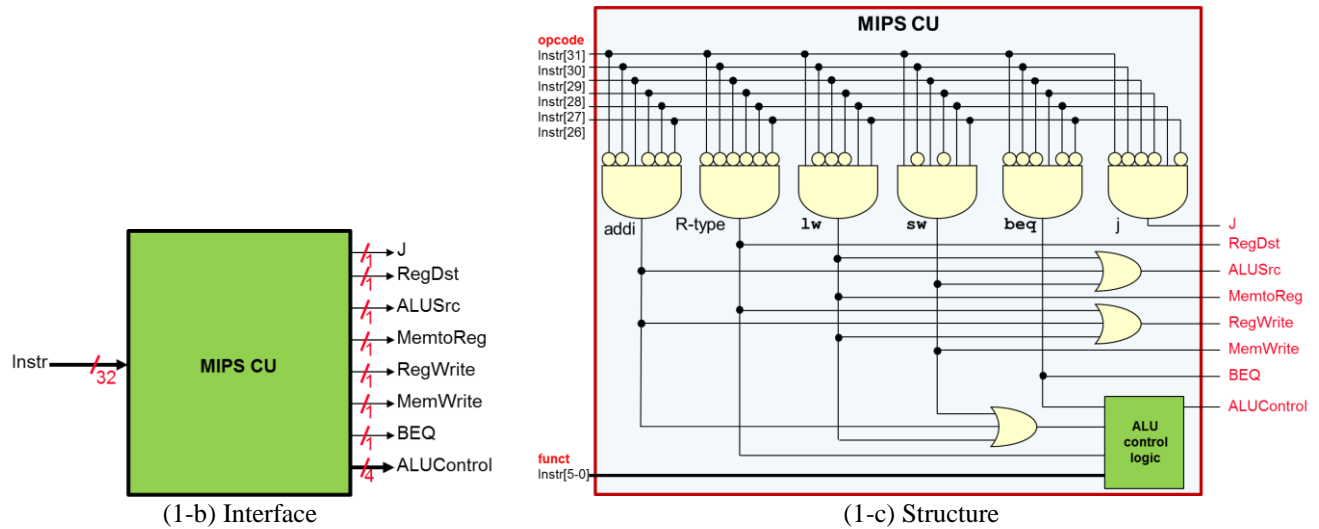 MIPS CU
opcode
Instr[31]
Instr[30]
Instr[29]
Instr[28]
Instr[27]
Instr[26]
addi
R-type
lw
sw
beq
j
J
RegDst
ALUSrc
MemtoReg
RegWrite
MemWrite
BEQ
ALUControl
ALU
control
logic
funct
Instr[5-0]
(1-c) Structure
Instr
32
MIPS CU
J
1
RegDst
1
ALUSrc
1
MemtoReg
1
RegWrite
1
MemWrite
1
BEQ
1
ALUControl
4
(1-b) Interface